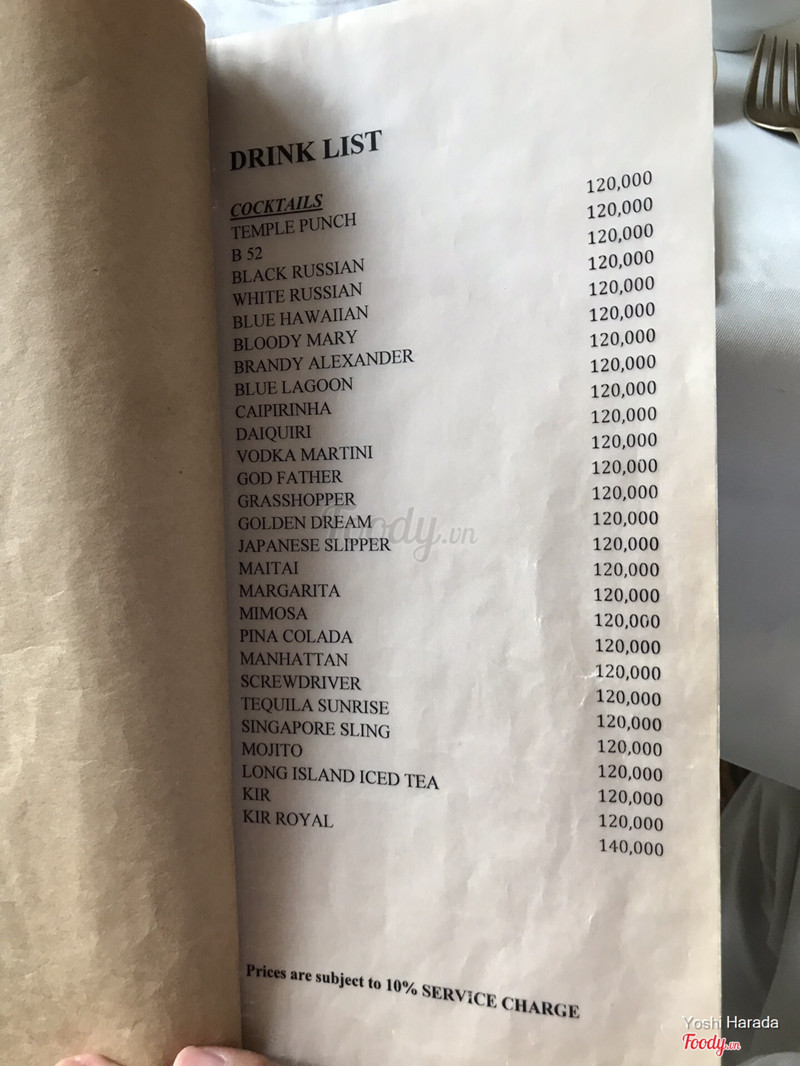 DRINK LIST
COCKTAILS
TEMPLE PUNCH 120,000
B 52 120,000
BLACK RUSSIAN 120,000
WHITE RUSSIAN 120,000
BLUE HAWAIIAN 120,000
BLOODY MARY 120,000
BRANDY ALEXANDER 120,000
BLUE LAGOON 120,000
CAIPIRINHA 120,000
DAIQUIRI 120,000
VODKA MARTINI 120,000
GOD FATHER 120,000
GRASSHOPPER 120,000
GOLDEN DREAM 120,000
JAPANESE SLIPPER 120,000
MAITAI 120,000
MARGARITA 120,000
MIMOSA 120,000
PINA COLADA 120,000
MANHATTAN 120,000
SCREWDRIVER 120,000
TEQUILA SUNRISE 120,000
SINGAPORE SLING 120,000
MOJITO 120,000
LONG ISLAND ICED TEA 120,000
KIR 120,000
KIR ROYAL 140,000
Foody.vn
Prices are subject to 10% SERVICE CHARGE
Yoshi Harada
Foody.vn